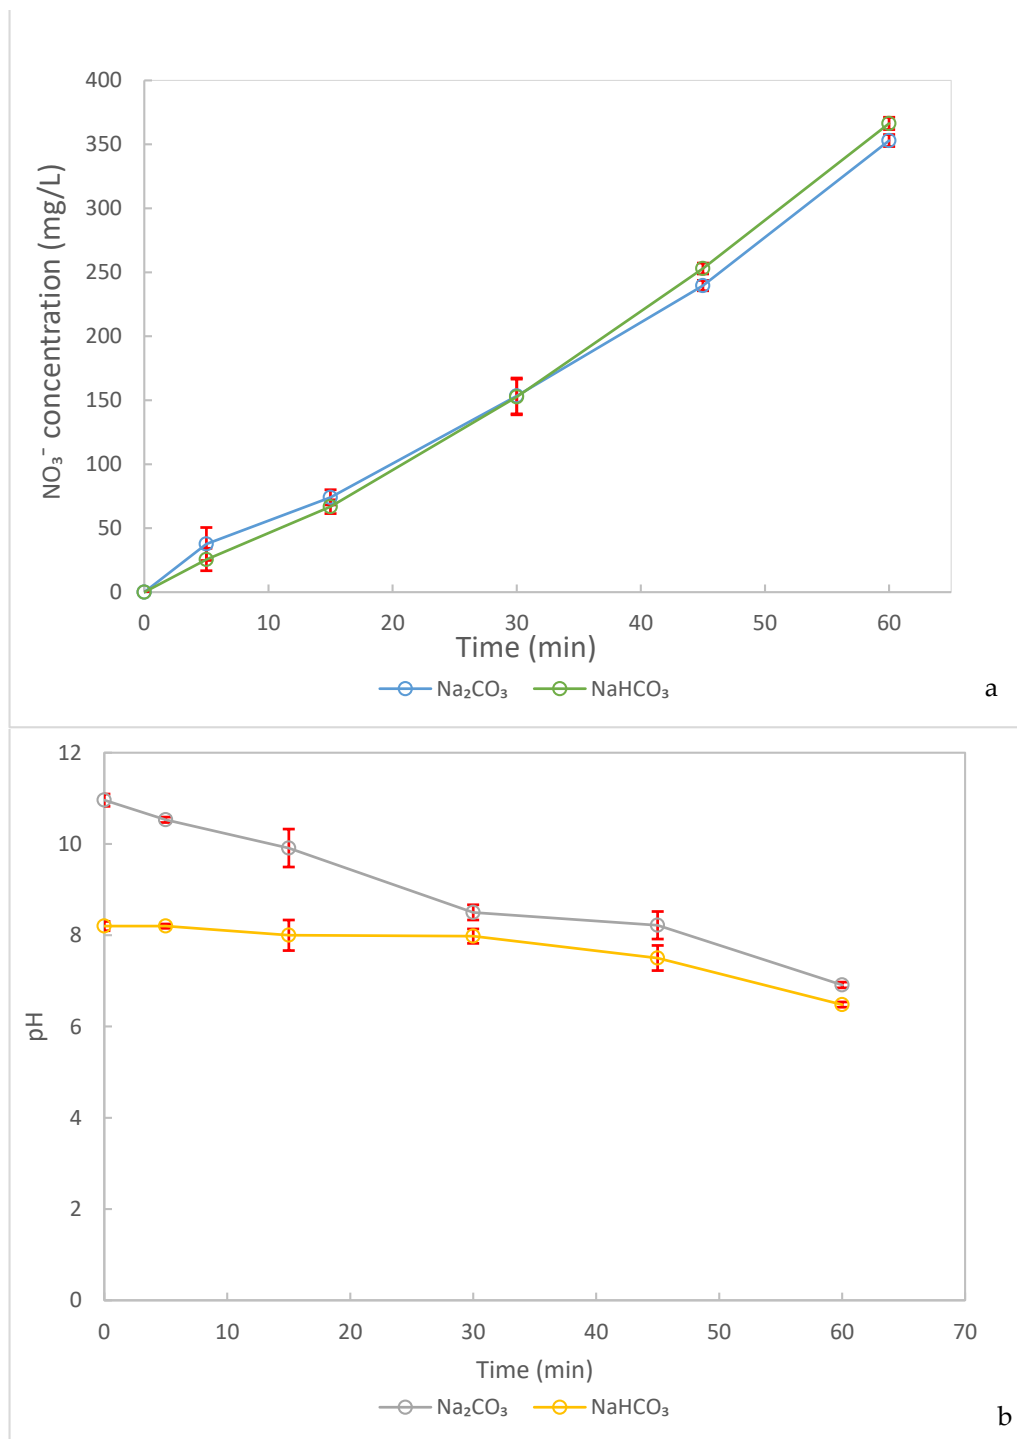 400
350
300
250
200
150
100
50
0
NO₃⁻ concentration (mg/L)
0 10 20 30 40 50 60
Time (min)
Na₂CO₃ NaHCO₃
a
12
10
8
6
4
2
0
pH
0 10 20 30 40 50 60 70
Time (min)
Na₂CO₃ NaHCO₃
b